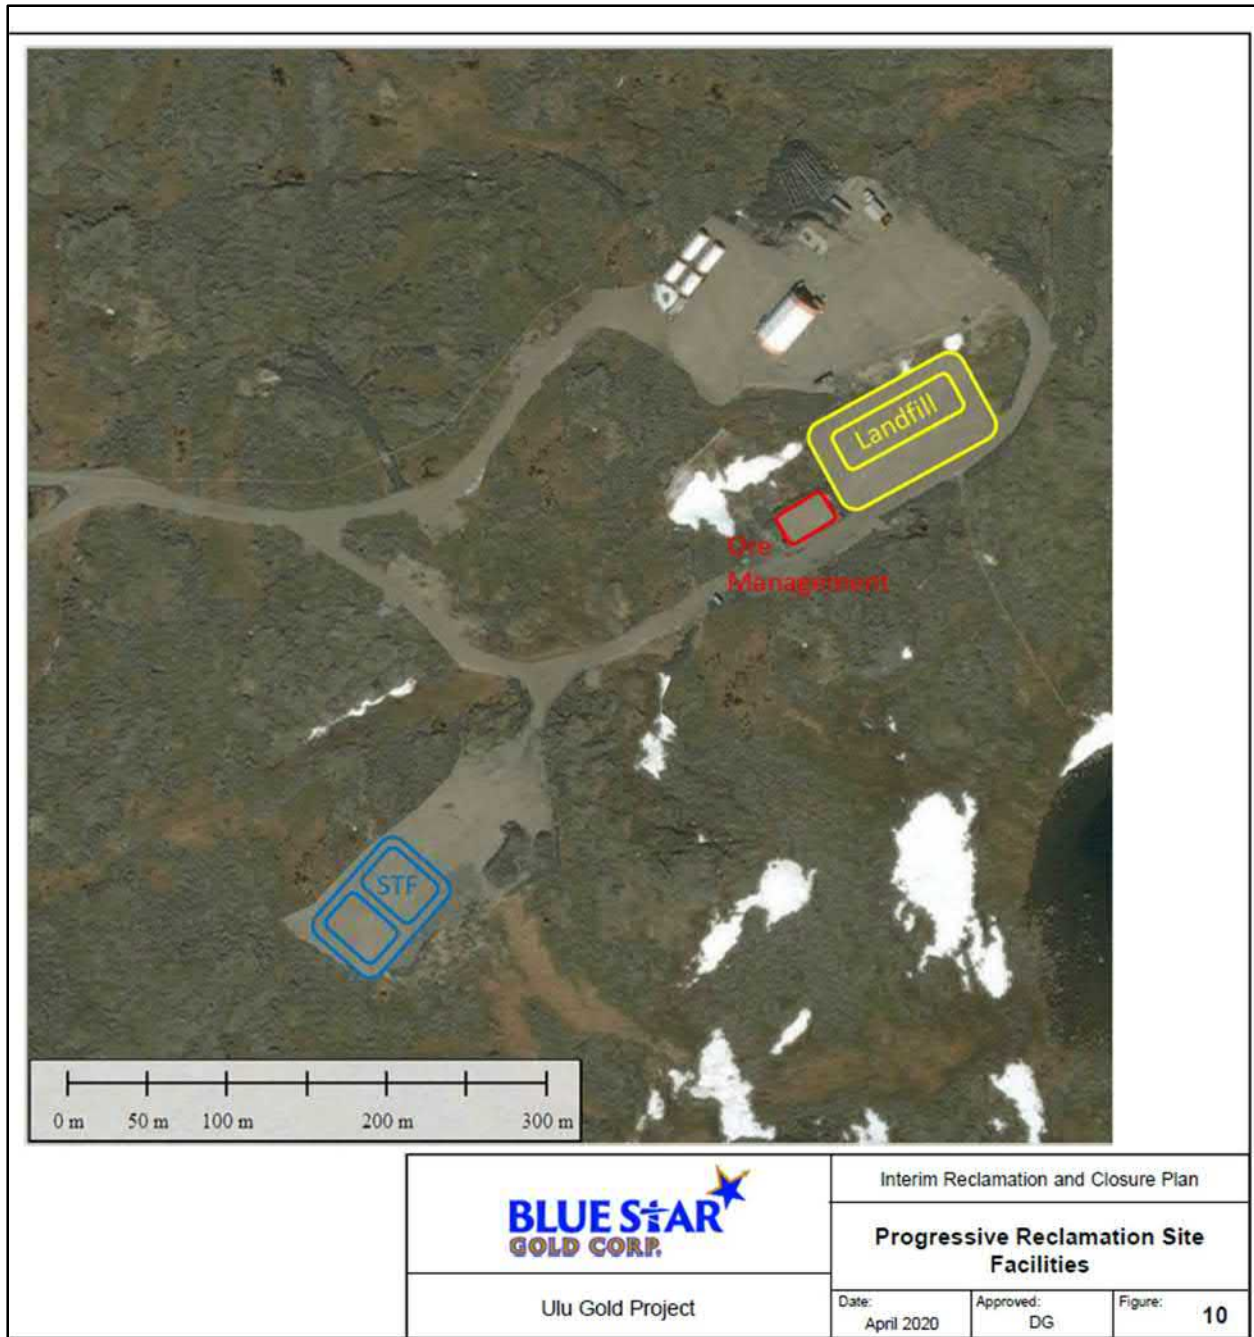 Landfill
Ore
Management
STF
0 m 50 m 100 m 200 m 300 m
BLUE STAR
GOLD CORP.
Ulu Gold Project
Interim Reclamation and Closure Plan
Progressive Reclamation Site
Facilities
Date:
April 2020
Approved:
DG
Figure:
10